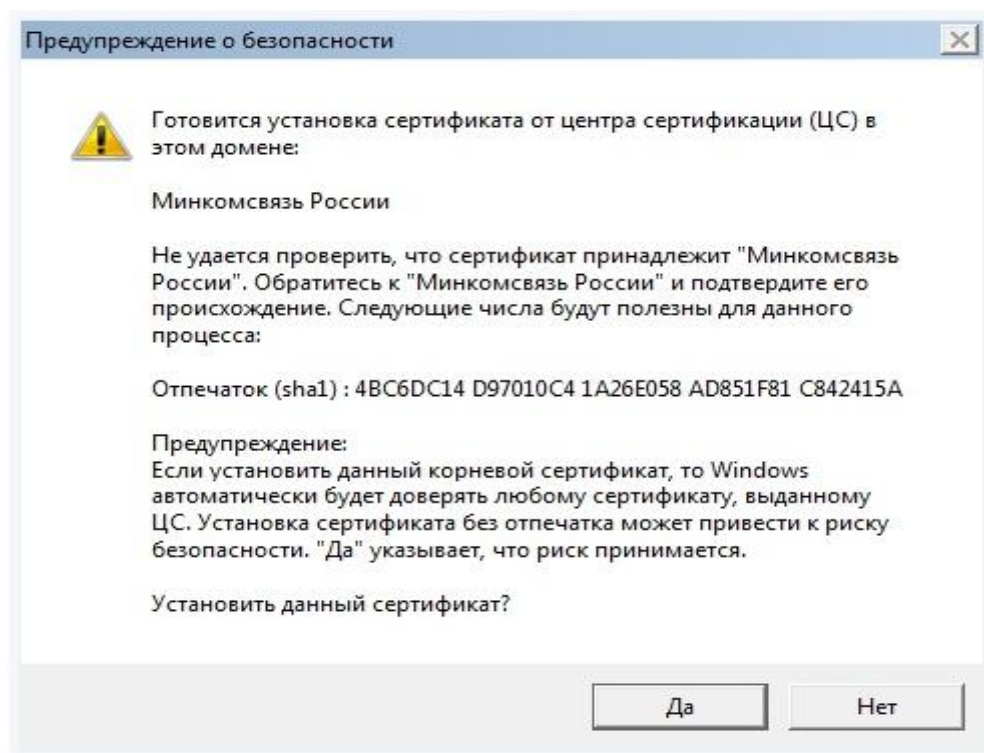 Предупреждение о безопасности
Готовится установка сертификата от центра сертификации (ЦС) в
этом домене:
Минкомсвязь России
Не удается проверить, что сертификат принадлежит "Минкомсвязь
России". Обратитесь к "Минкомсвязь России" и подтвердите его
происхождение. Следующие числа будут полезны для данного
процесса:
Отпечаток (sha1) : 4BC6DC14 D97010C4 1A26E058 AD851F81 C842415A
Предупреждение:
Если установить данный корневой сертификат, то Windows
автоматически будет доверять любому сертификату, выданному
ЦС. Установка сертификата без отпечатка может привести к риску
безопасности. "Да" указывает, что риск принимается.
Установить данный сертификат?
Да
Нет